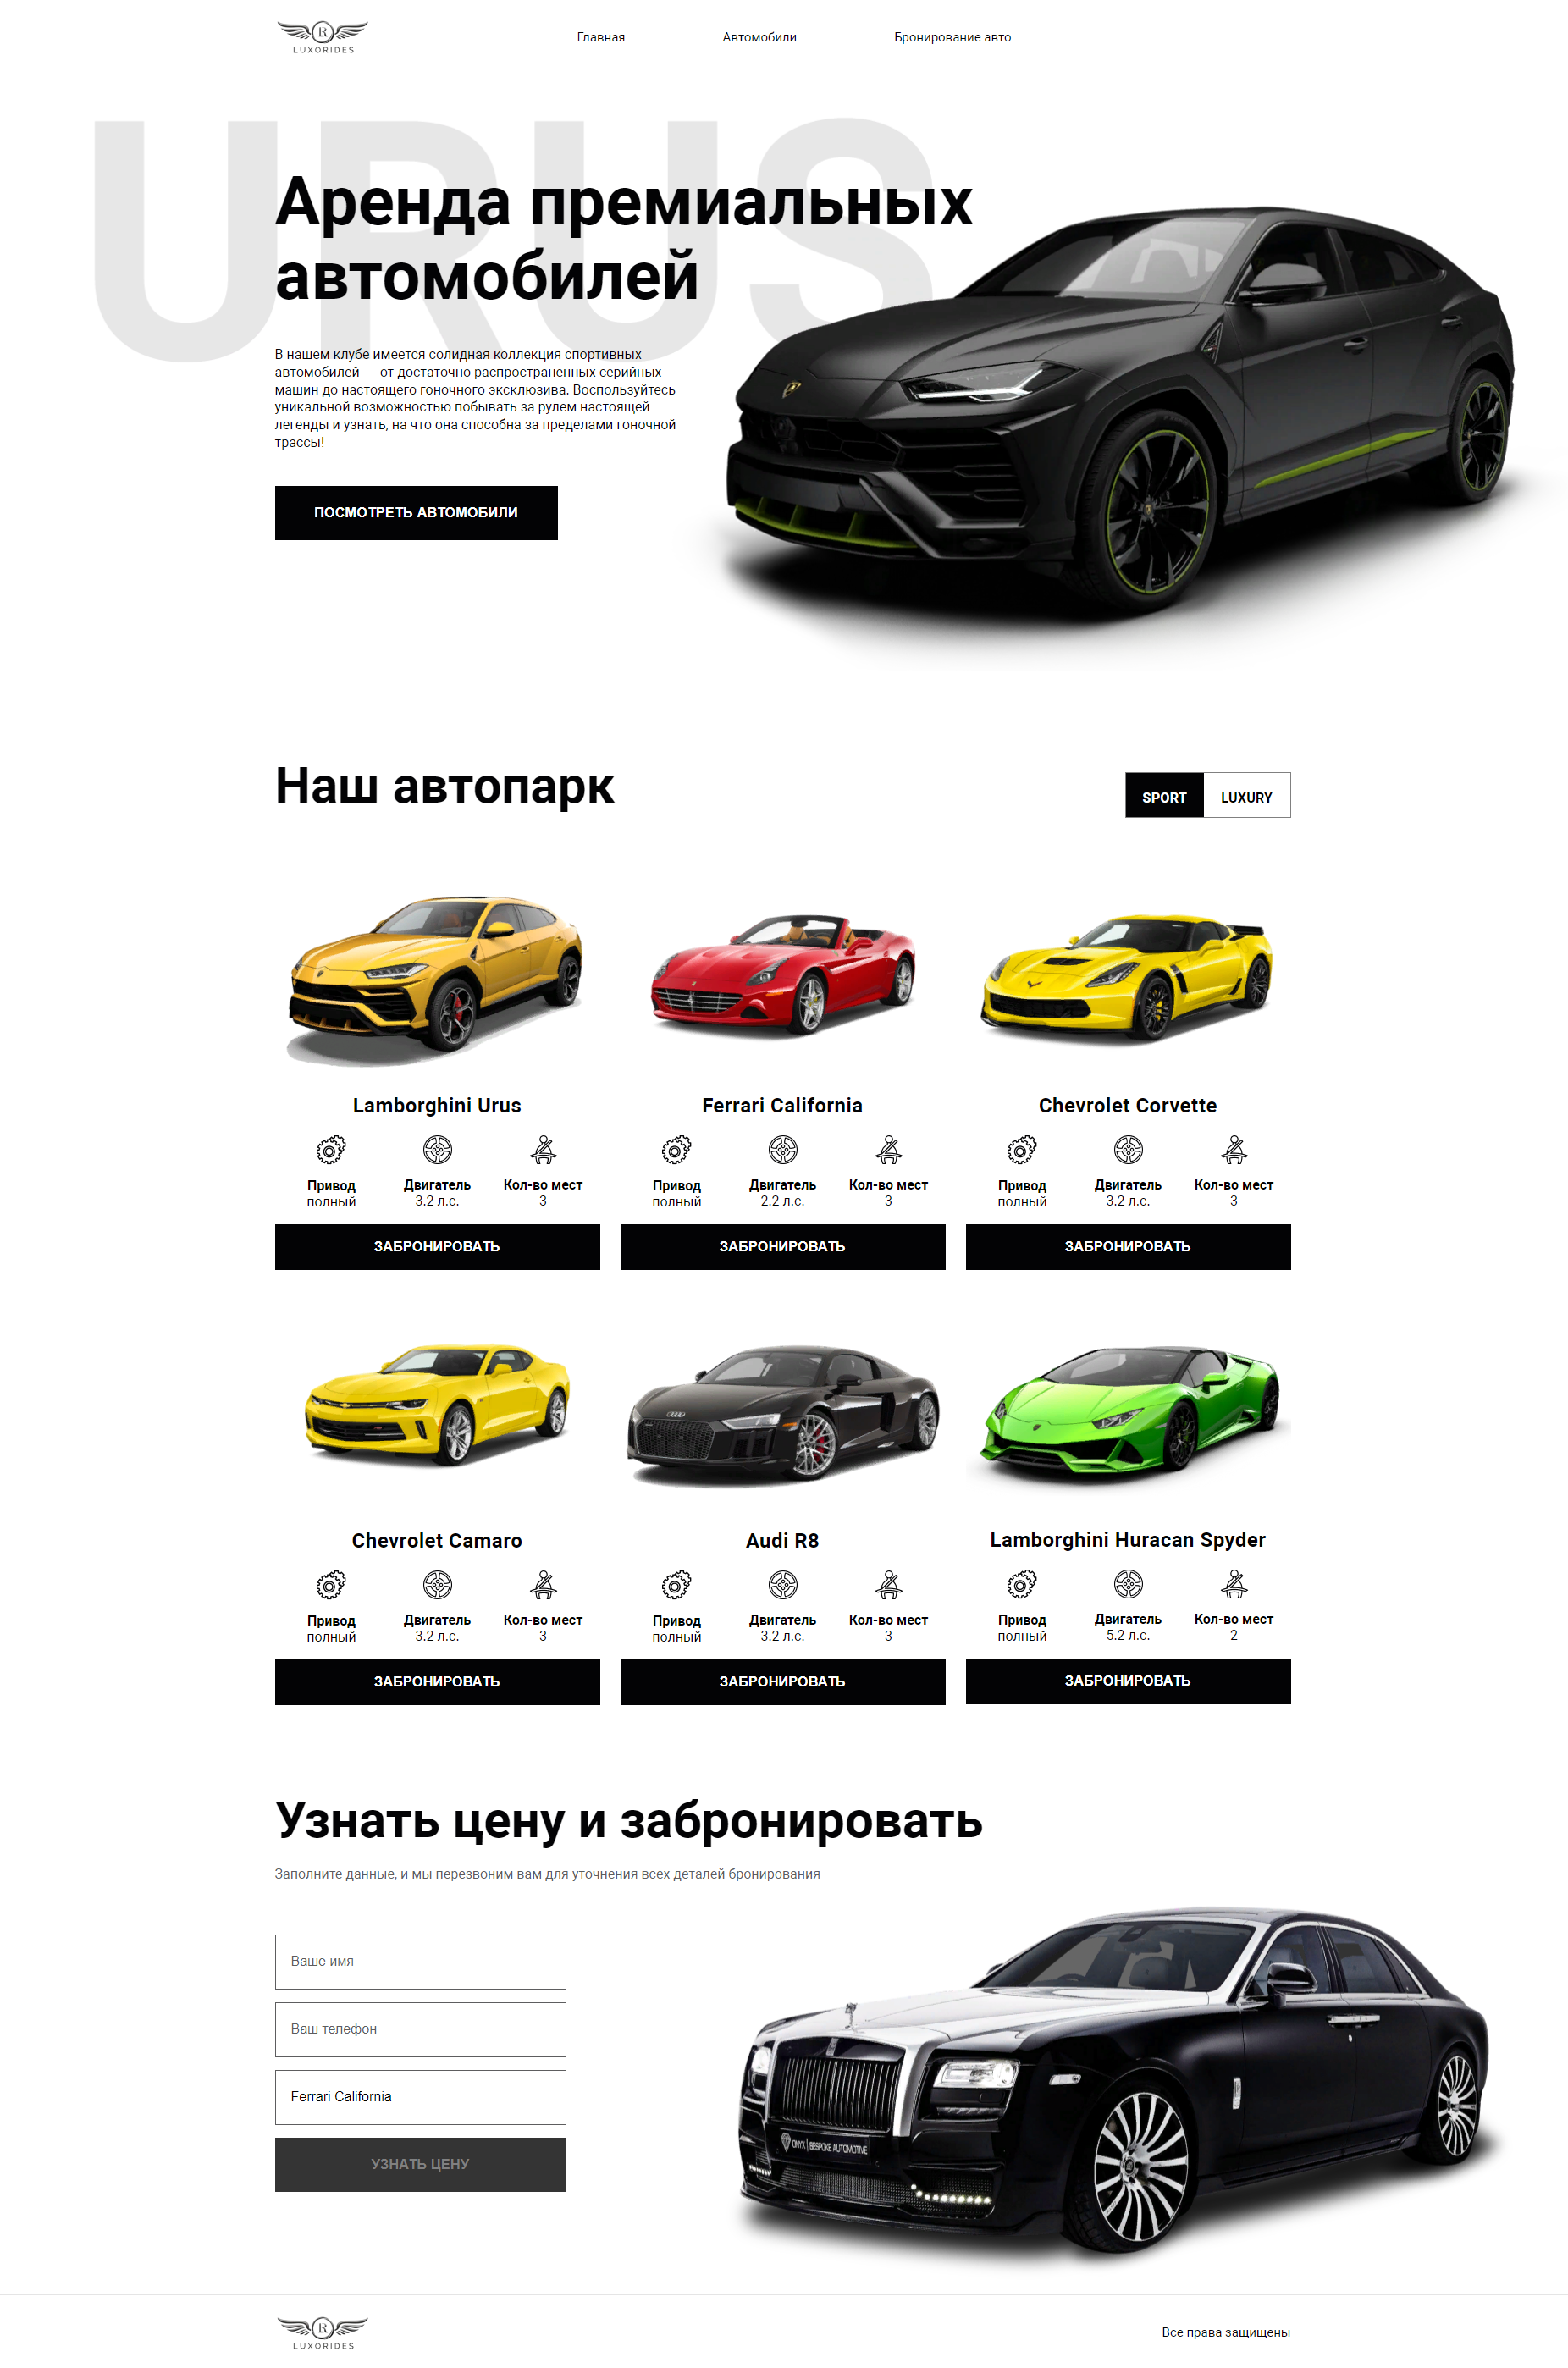 LR
LUXORIDES
Главная
Автомобили
Бронирование авто
URUS
Аренда премиальных
автомобилей
В нашем клубе имеется солидная коллекция спортивных
автомобилей — от достаточно распространенных серийных
машин до настоящего гоночного эксклюзива. Воспользуйтесь
уникальной возможностью побывать за рулем настоящей
легенды и узнать, на что она способна за пределами гоночной
трассы!
ПОСМОТРЕТЬ АВТОМОБИЛИ
Наш автопарк
SPORT
LUXURY
Lamborghini Urus
Привод
полный
Двигатель
3.2 л.с.
Кол-во мест
3
ЗАБРОНИРОВАТЬ
Ferrari California
Привод
полный
Двигатель
2.2 л.с.
Кол-во мест
3
ЗАБРОНИРОВАТЬ
Chevrolet Corvette
Привод
полный
Двигатель
3.2 л.с.
Кол-во мест
3
ЗАБРОНИРОВАТЬ
Chevrolet Camaro
Привод
полный
Двигатель
3.2 л.с.
Кол-во мест
3
ЗАБРОНИРОВАТЬ
Audi R8
Привод
полный
Двигатель
3.2 л.с.
Кол-во мест
3
ЗАБРОНИРОВАТЬ
Lamborghini Huracan Spyder
Привод
полный
Двигатель
5.2 л.с.
Кол-во мест
2
ЗАБРОНИРОВАТЬ
Узнать цену и забронировать
Заполните данные, и мы перезвоним вам для уточнения всех деталей бронирования
Ваше имя
Ваш телефон
Ferrari California
УЗНАТЬ ЦЕНУ
ONYX | BESPOKE AUTOMOTIVE
LR
LUXORIDES
Все права защищены